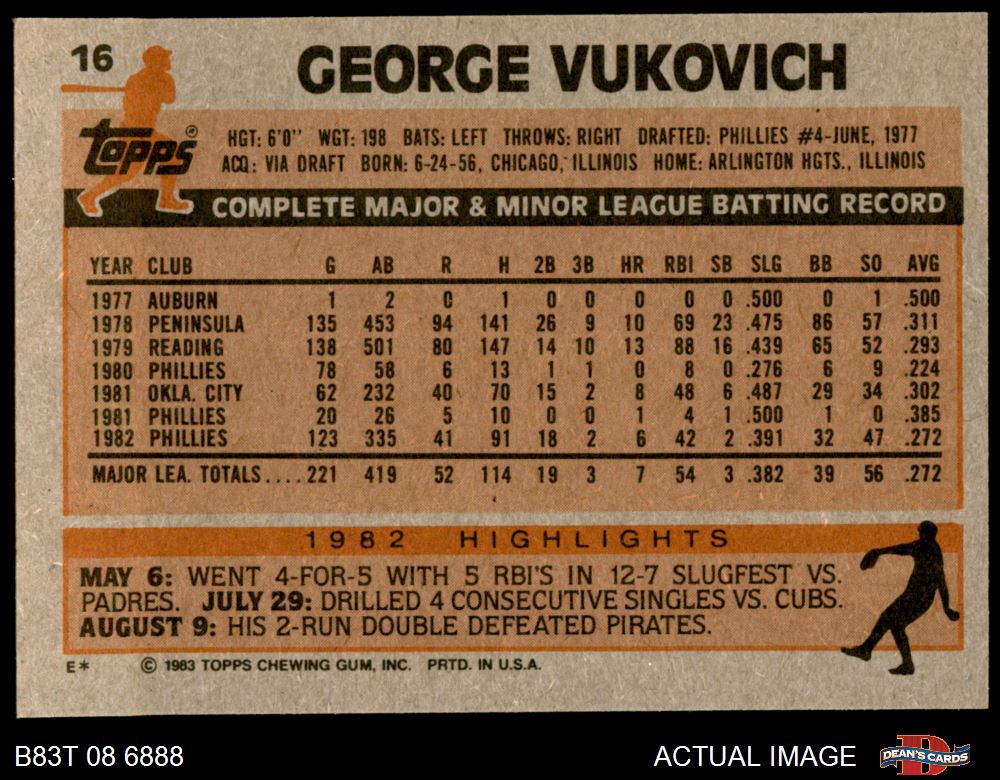 16
GEORGE VUKOVICH
Topps®
HGT: 6'0" WGT: 198 BATS: LEFT THROWS: RIGHT DRAFTED: PHILLIES #4-JUNE, 1977
ACQ: VIA DRAFT BORN: 6-24-56, CHICAGO, ILLINOIS HOME: ARLINGTON HGTS., ILLINOIS
COMPLETE MAJOR & MINOR LEAGUE BATTING RECORD
YEAR CLUB G AB R H 2B 3B HR RBI SB SLG BB SO AVG
1977 AUBURN 1 2 0 1 0 0 0 0 0 .500 0 1 .500
1978 PENINSULA 135 453 94 141 26 9 10 69 23 .475 86 57 .311
1979 READING 138 501 80 147 14 10 13 88 16 .439 65 52 .293
1980 PHILLIES 78 58 6 13 1 1 0 8 0 .276 6 9 .224
1981 OKLA. CITY 62 232 40 70 15 2 8 48 6 .487 29 34 .302
1981 PHILLIES 20 26 5 10 0 0 1 4 1 .500 1 0 .385
1982 PHILLIES 123 335 41 91 18 2 6 42 2 .391 32 47 .272
MAJOR LEA. TOTALS.... 221 419 52 114 19 3 7 54 3 .382 39 56 .272
1982 HIGHLIGHTS
MAY 6: WENT 4-FOR-5 WITH 5 RBI'S IN 12-7 SLUGFEST VS.
PADRES. JULY 29: DRILLED 4 CONSECUTIVE SINGLES VS. CUBS.
AUGUST 9: HIS 2-RUN DOUBLE DEFEATED PIRATES.
E* © 1983 TOPPS CHEWING GUM, INC. PRTD. IN U.S.A.
B83T 08 6888 ACTUAL IMAGE DEAN'S CARDS